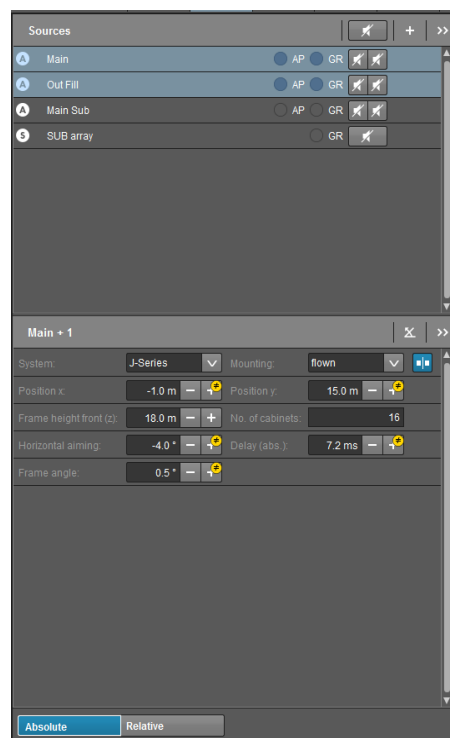 Sources + >>
A Main AP GR
A Out Fill AP GR
A Main Sub AP GR
S SUB array GR
Main + 1 >>
System: J-Series Mounting: flown
Position x: -1.0 m Position y: 15.0 m
Frame height front (z): 18.0 m No. of cabinets: 16
Horizontal aiming: -4.0 ° Delay (abs.): 7.2 ms
Frame angle: 0.5 °
Absolute Relative